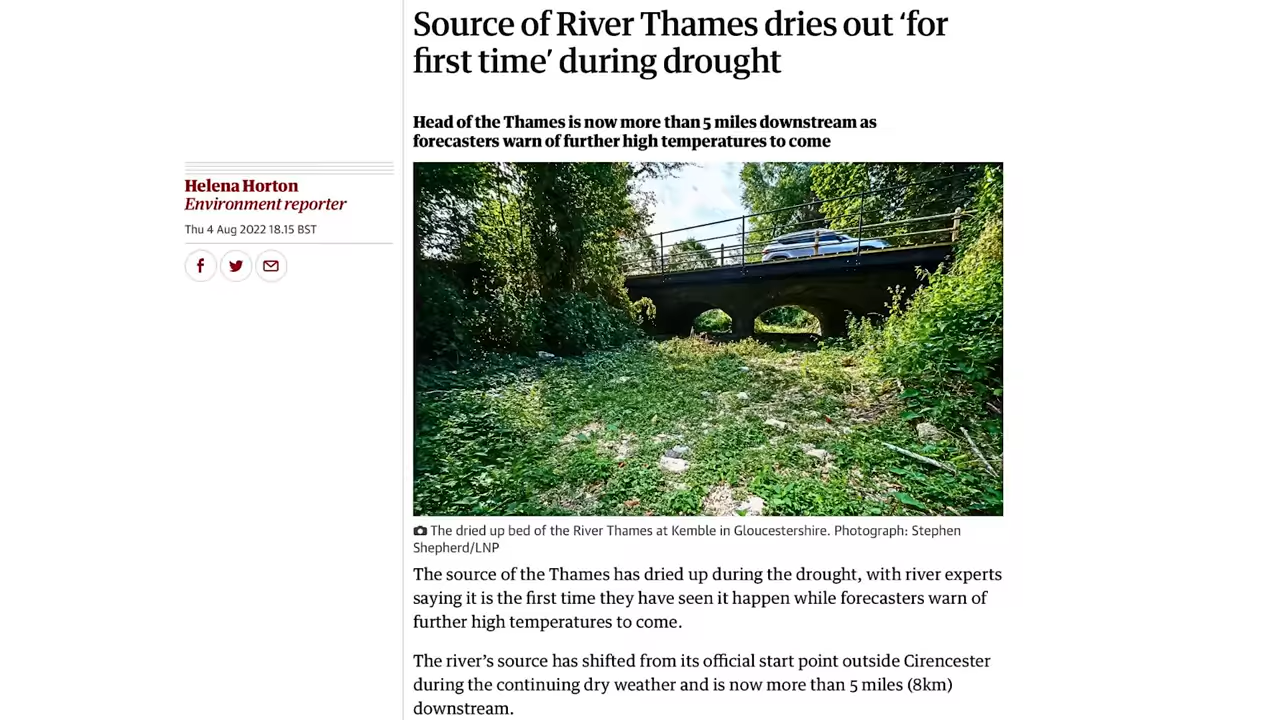 Source of River Thames dries out ‘for
first time’ during drought
Head of the Thames is now more than 5 miles downstream as
forecasters warn of further high temperatures to come
Helena Horton
Environment reporter
Thu 4 Aug 2022 18.15 BST
The dried up bed of the River Thames at Kemble in Gloucestershire. Photograph: Stephen
Shepherd/LNP
The source of the Thames has dried up during the drought, with river experts
saying it is the first time they have seen it happen while forecasters warn of
further high temperatures to come.
The river’s source has shifted from its official start point outside Cirencester
during the continuing dry weather and is now more than 5 miles (8km)
downstream.